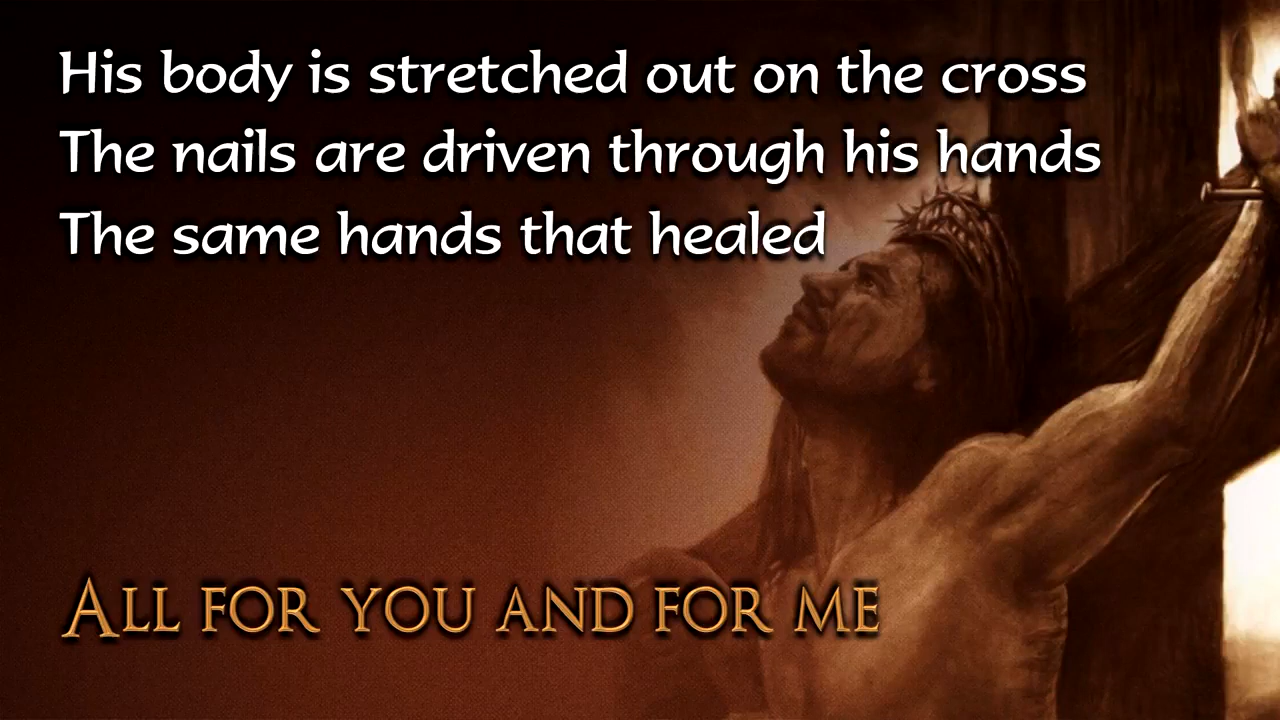 His body is stretched out on the cross
The nails are driven through his hands
The same hands that healed
All for you and for me